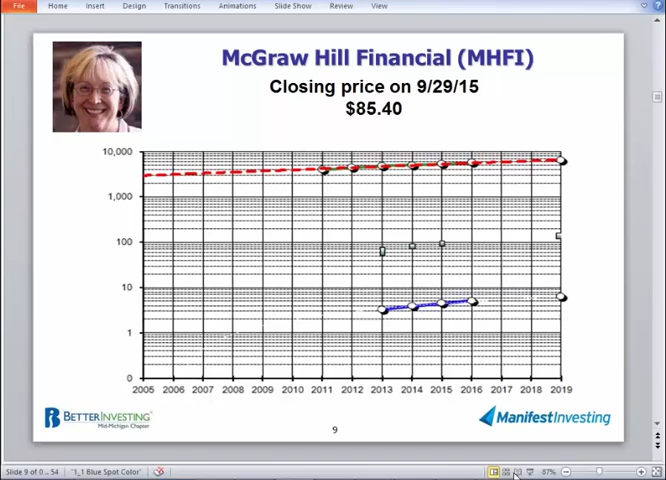 File Home Insert Design Transitions Animations Slide Show Review View
McGraw Hill Financial (MHFI)
Closing price on 9/29/15
$85.40
10,000
1,000
100
10
1
0
2005 2006 2007 2008 2009 2010 2011 2012 2013 2014 2015 2016 2017 2018 2019
BETTERINVESTING
Mid-Michigan Chapter
ManifestInvesting
9
Slide 9 of 0 .. 54 "1_1 Blue Spot Color" 87%